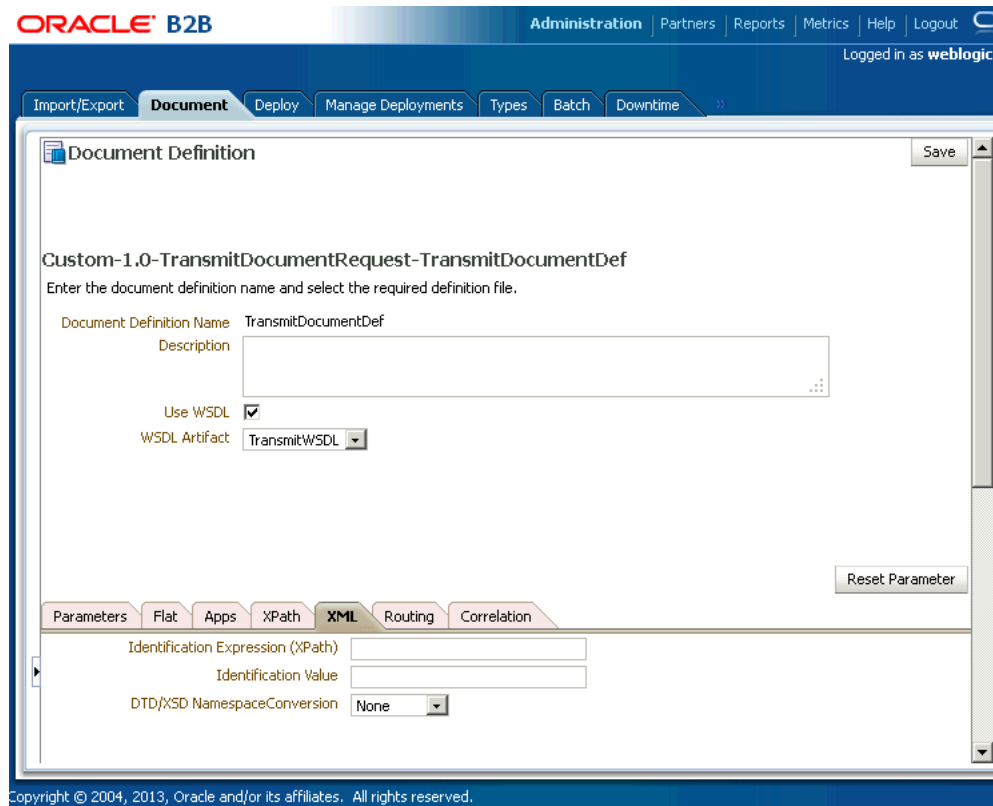 ORACLE B2B
Administration | Partners | Reports | Metrics | Help | Logout
Logged in as weblogic
Import/Export Document Deploy Manage Deployments Types Batch Downtime »
Document Definition
Save
Custom-1.0-TransmitDocumentRequest-TransmitDocumentDef
Enter the document definition name and select the required definition file.
Document Definition Name TransmitDocumentDef
Description
Use WSDL
WSDL Artifact TransmitWSDL
Reset Parameter
Parameters Flat Apps XPath XML Routing Correlation
Identification Expression (XPath)
Identification Value
DTD/XSD NamespaceConversion None
Copyright © 2004, 2013, Oracle and/or its affiliates. All rights reserved.